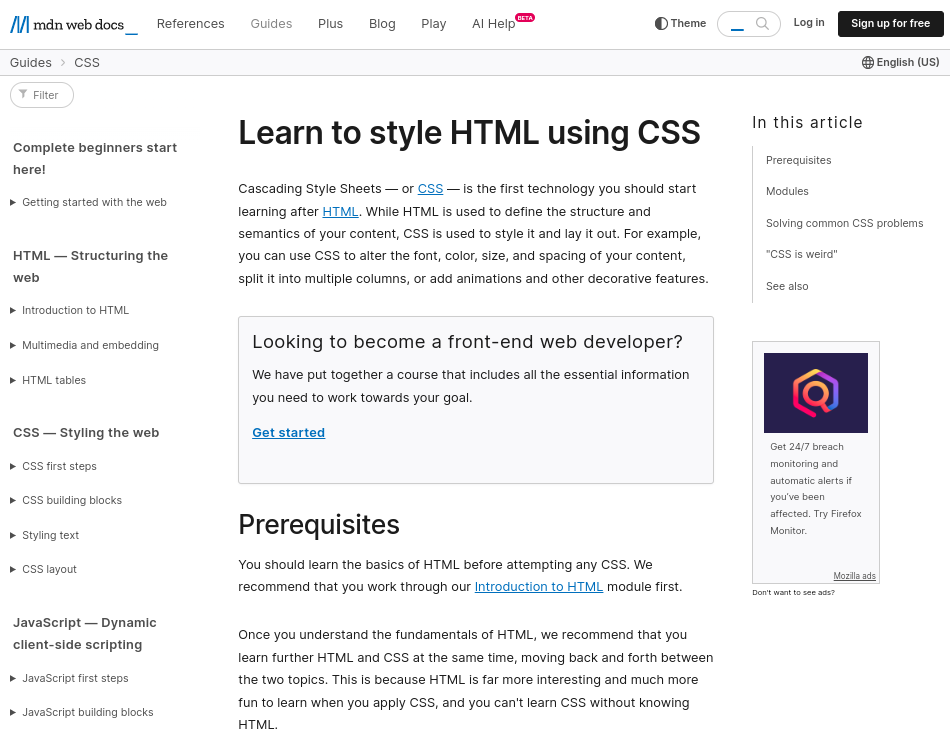 mdn web docs_
References
Guides
Plus
Blog
Play
AI Help BETA
Theme
Log in
Sign up for free
Guides
CSS
English (US)
Filter
Complete beginners start
here!
Getting started with the web
HTML — Structuring the
web
Introduction to HTML
Multimedia and embedding
HTML tables
CSS — Styling the web
CSS first steps
CSS building blocks
Styling text
CSS layout
JavaScript — Dynamic
client-side scripting
JavaScript first steps
JavaScript building blocks
Learn to style HTML using CSS
Cascading Style Sheets — or CSS — is the first technology you should start
learning after HTML. While HTML is used to define the structure and
semantics of your content, CSS is used to style it and lay it out. For example,
you can use CSS to alter the font, color, size, and spacing of your content,
split it into multiple columns, or add animations and other decorative features.
Looking to become a front-end web developer?
We have put together a course that includes all the essential information
you need to work towards your goal.
Get started
Prerequisites
You should learn the basics of HTML before attempting any CSS. We
recommend that you work through our Introduction to HTML module first.
Once you understand the fundamentals of HTML, we recommend that you
learn further HTML and CSS at the same time, moving back and forth between
the two topics. This is because HTML is far more interesting and much more
fun to learn when you apply CSS, and you can't learn CSS without knowing
HTML.
In this article
Prerequisites
Modules
Solving common CSS problems
"CSS is weird"
See also
Get 24/7 breach
monitoring and
automatic alerts if
you've been
affected. Try Firefox
Monitor.
Mozilla ads
Don't want to see ads?